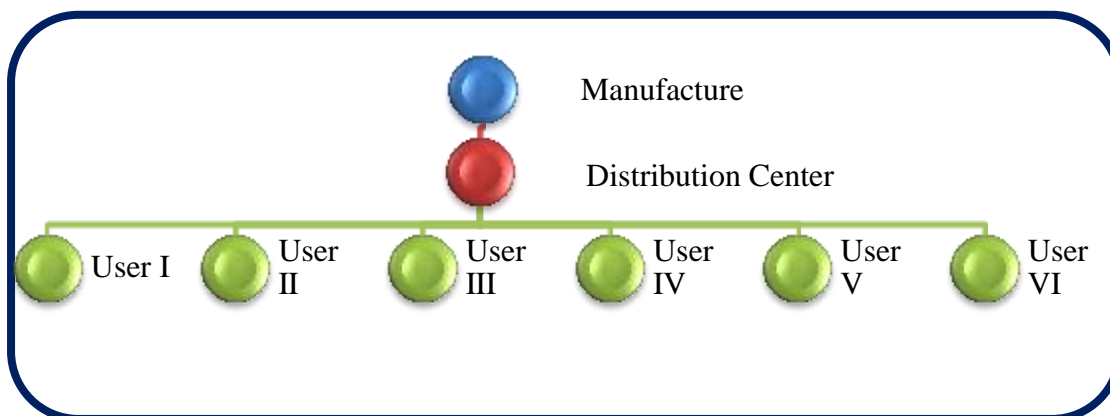 Manufacture
Distribution Center
User I
User
II
User
III
User
IV
User
V
User
VI